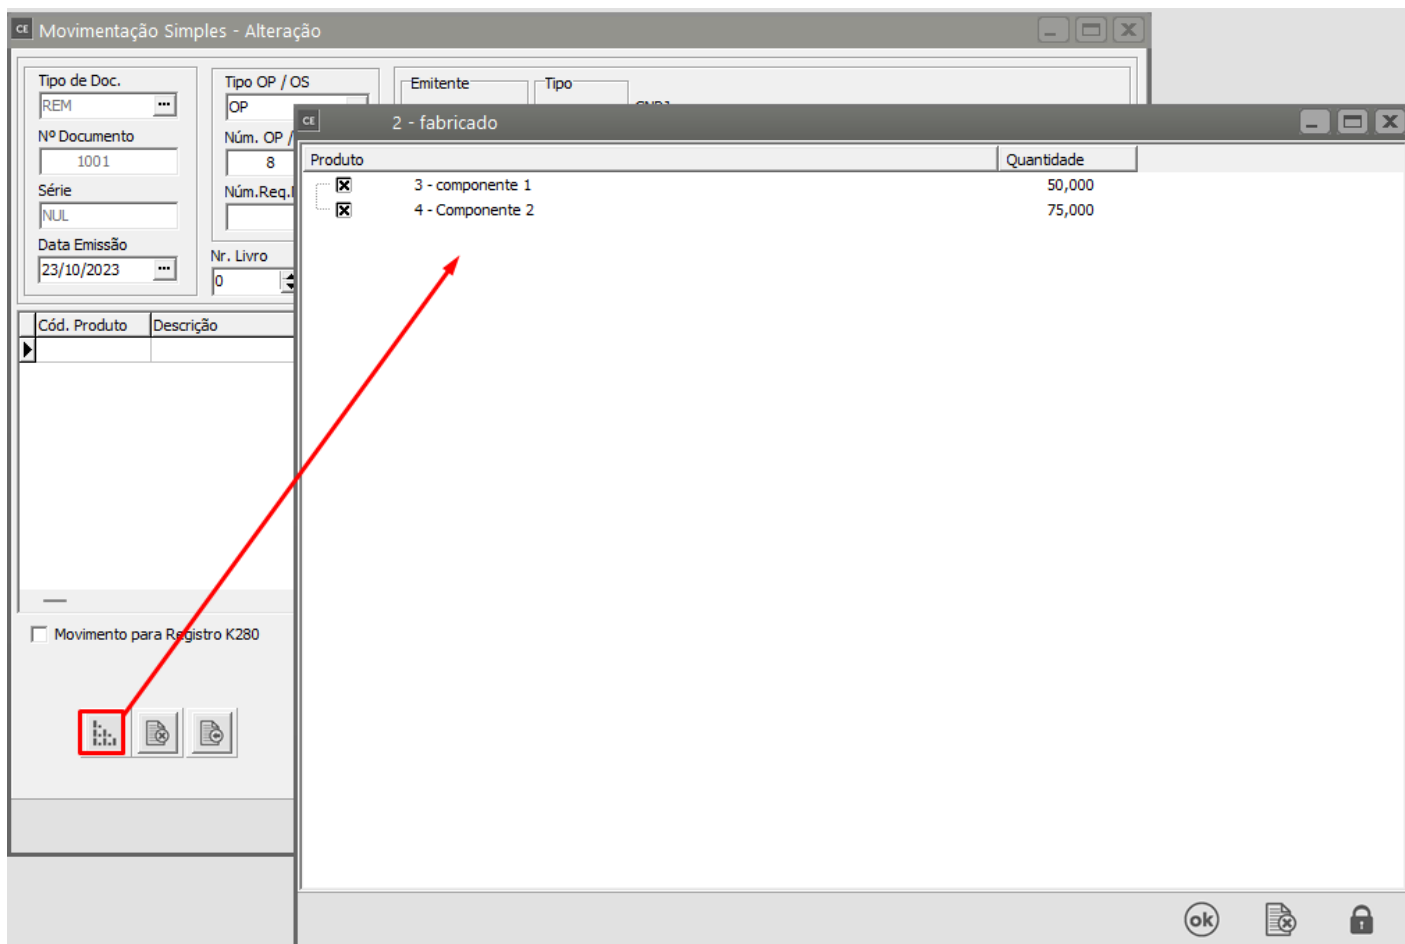 CE Movimentação Simples - Alteração
Tipo de Doc.
REM
Nº Documento
1001
Série
NUL
Data Emissão
23/10/2023
Tipo OP / OS
OP
Núm. OP /
8
Núm.Req.
Nr. Livro
0
Emitente
Tipo
Cód. Produto Descrição
Movimento para Registro K280
CE 2 - fabricado
Produto Quantidade
3 - componente 1 50,000
4 - Componente 2 75,000
ok